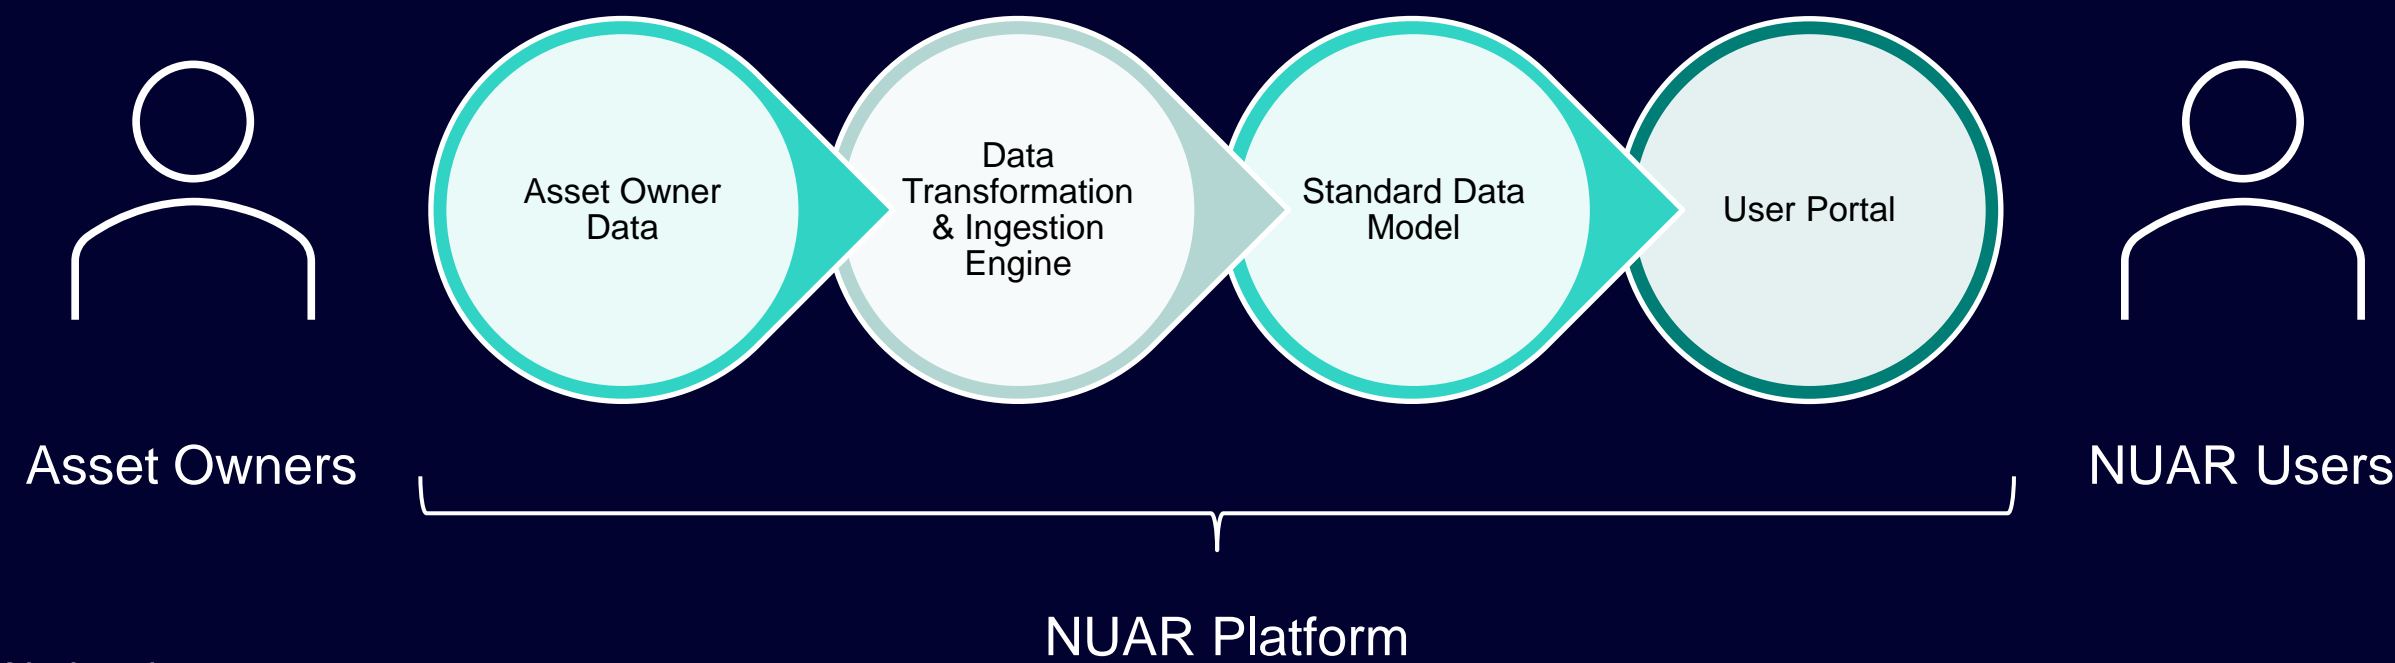 Asset Owner
Data
Data
Transformation
& Ingestion
Engine
Standard Data
Model
User Portal
Asset Owners
NUAR Users
NUAR Platform